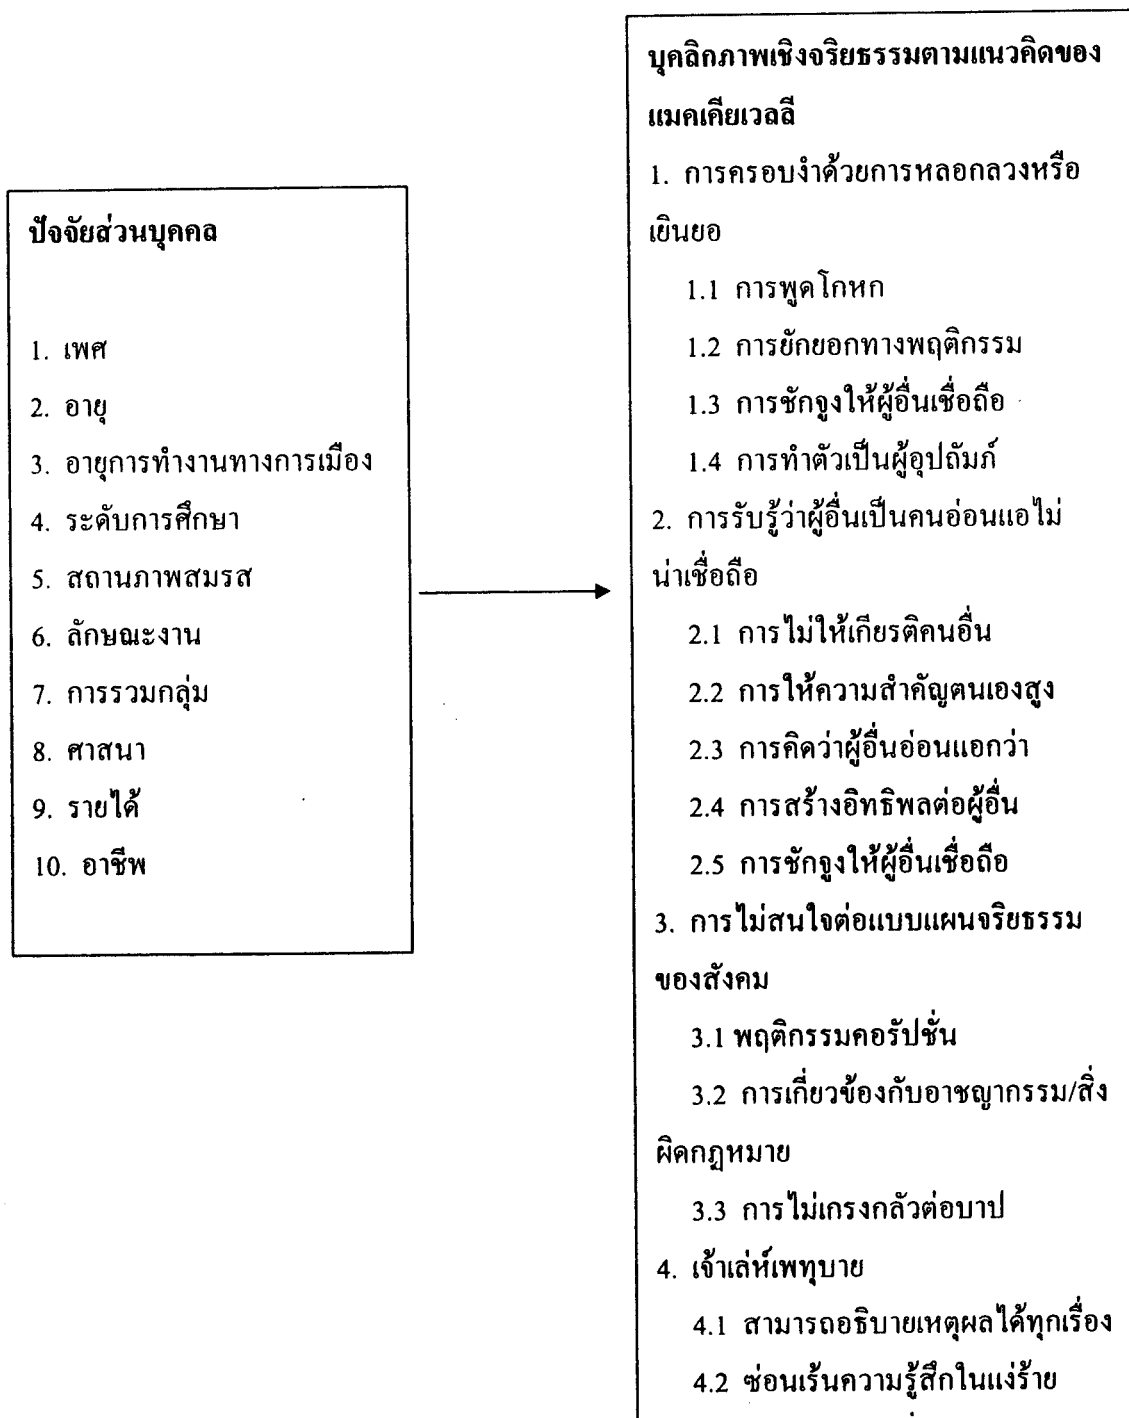 ปัจจัยส่วนบุคคล
1. เพศ
2. อายุ
3. อายุการทำงานทางการเมือง
4. ระดับการศึกษา
5. สถานภาพสมรส
6. ลักษณะงาน
7. การรวมกลุ่ม
8. ศาสนา
9. รายได้
10. อาชีพ
บุคลิกภาพเชิงจริยธรรมตามแนวคิดของ
แมคเคียเวลลี
1. การครอบงำด้วยการหลอกลวงหรือ
เยินยอ
1.1 การพูดโกหก
1.2 การยักยอกทางพฤติกรรม
1.3 การชักจูงให้ผู้อื่นเชื่อถือ
1.4 การทำตัวเป็นผู้อุปถัมภ์
2. การรับรู้ว่าผู้อื่นเป็นคนอ่อนแอไม่
น่าเชื่อถือ
2.1 การไม่ให้เกียรติคนอื่น
2.2 การให้ความสำคัญตนเองสูง
2.3 การคิดว่าผู้อื่นอ่อนแอกว่า
2.4 การสร้างอิทธิพลต่อผู้อื่น
2.5 การชักจูงให้ผู้อื่นเชื่อถือ
3. การไม่สนใจต่อแบบแผนจริยธรรม
ของสังคม
3.1 พฤติกรรมคอรัปชั่น
3.2 การเกี่ยวข้องกับอาชญากรรม/สิ่ง
ผิดกฎหมาย
3.3 การไม่เกรงกลัวต่อบาป
4. เจ้าเล่ห์เพทุบาย
4.1 สามารถอธิบายเหตุผลได้ทุกเรื่อง
4.2 ซ่อนเร้นความรู้สึกในแง่ร้าย